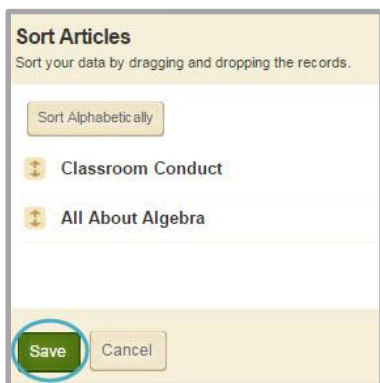 Sort Articles
Sort your data by dragging and dropping the records.
Sort Alphabetically
Classroom Conduct
All About Algebra
Save Cancel